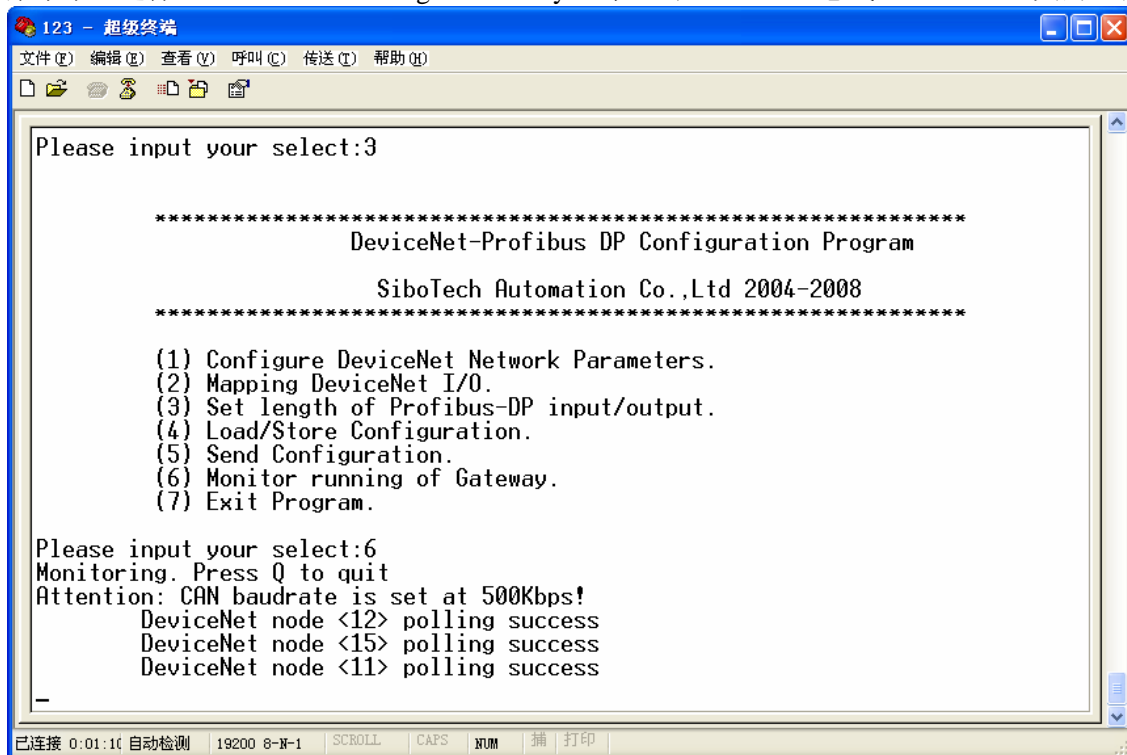 123 - 超级终端
文件(F) 编辑(E) 查看(V) 呼叫(C) 传送(T) 帮助(H)
Please input your select:3
**************************************************************
DeviceNet-Profibus DP Configuration Program
SiboTech Automation Co.,Ltd 2004-2008
**************************************************************
(1) Configure DeviceNet Network Parameters.
(2) Mapping DeviceNet I/O.
(3) Set length of Profibus-DP input/output.
(4) Load/Store Configuration.
(5) Send Configuration.
(6) Monitor running of Gateway.
(7) Exit Program.
Please input your select:6
Monitoring. Press Q to quit
Attention: CAN baudrate is set at 500Kbps!
DeviceNet node <12> polling success
DeviceNet node <15> polling success
DeviceNet node <11> polling success
已连接 0:01:10 自动检测 19200 8-N-1 SCROLL CAPS NUM 捕 打印